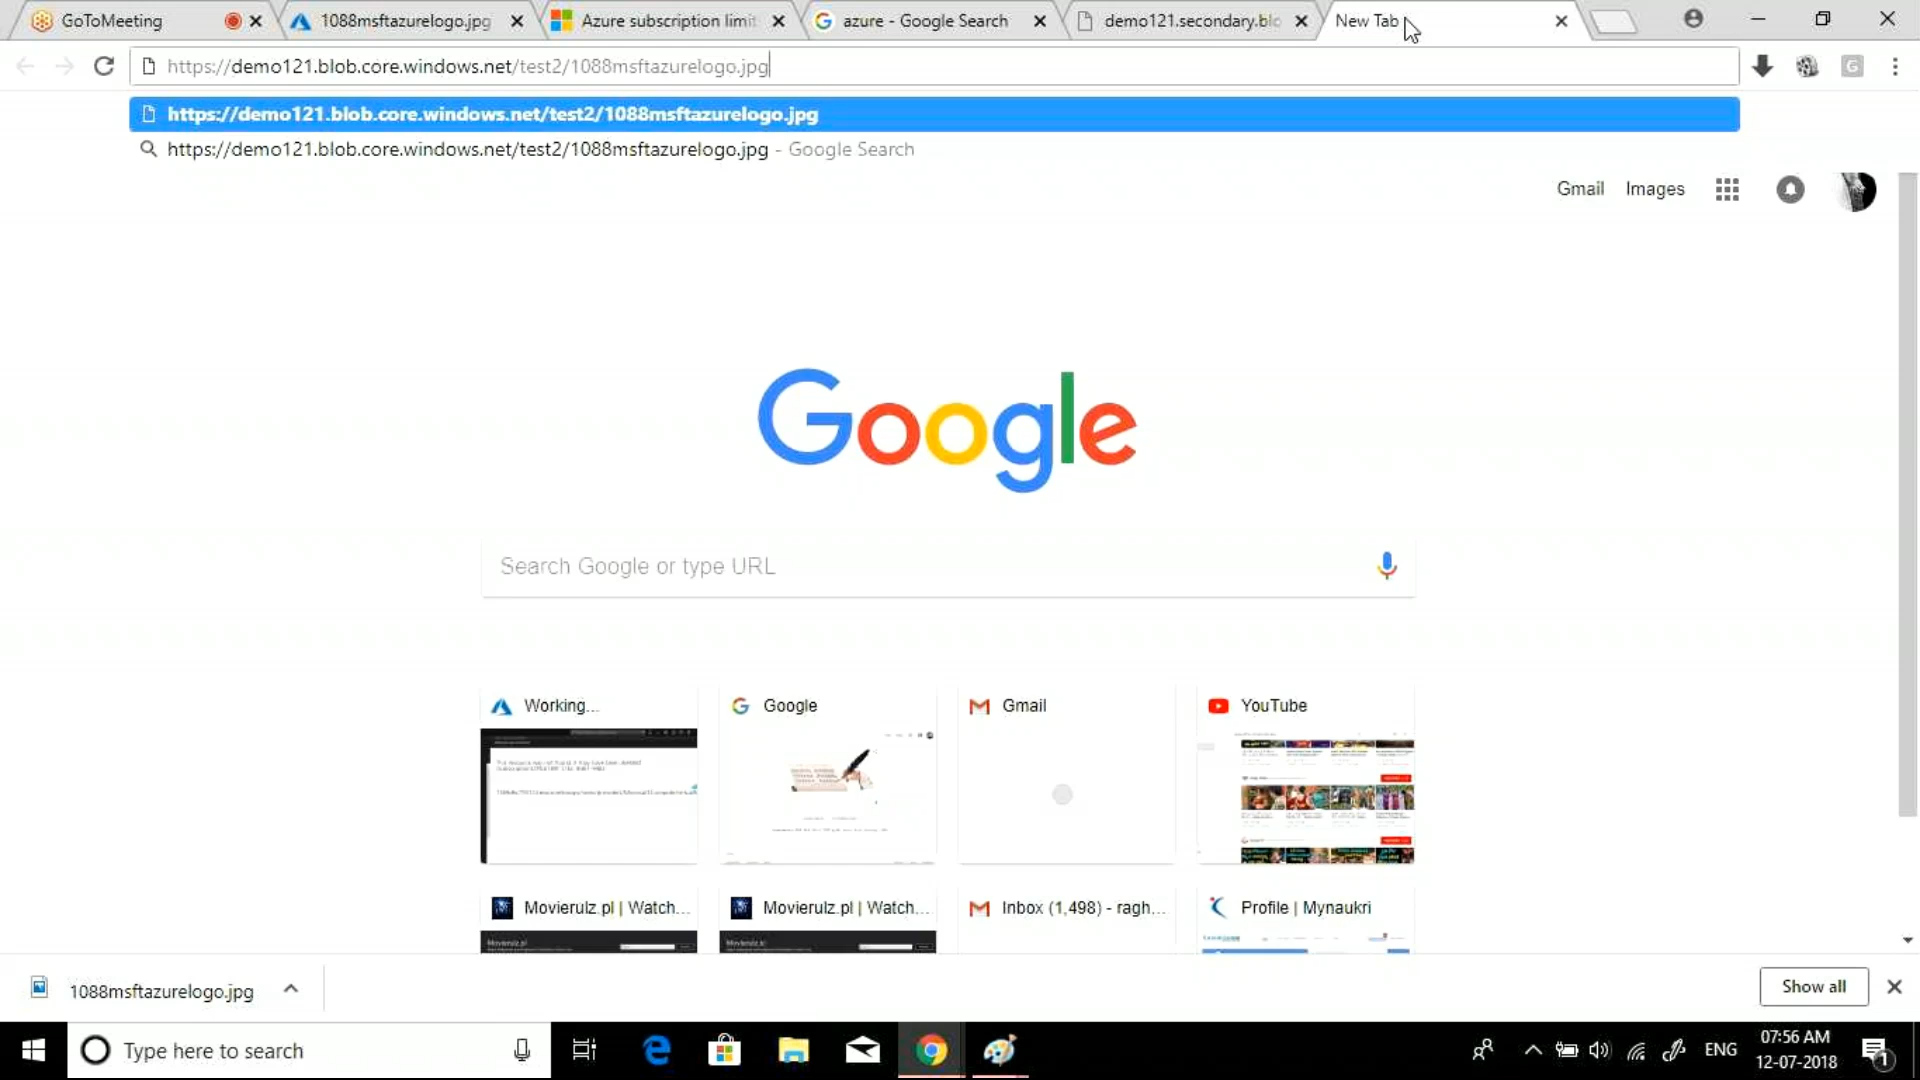 GoToMeeting
1088msftazurelogo.jpg
Azure subscription limit
azure - Google Search
demo121.secondary.blo
New Tab
https://demo121.blob.core.windows.net/test2/1088msftazurelogo.jpg
https://demo121.blob.core.windows.net/test2/1088msftazurelogo.jpg
https://demo121.blob.core.windows.net/test2/1088msftazurelogo.jpg - Google Search
Gmail
Images
Google
Search Google or type URL
Working...
Google
Gmail
YouTube
Movierulz.pl | Watch...
Movierulz.pl | Watch...
Inbox (1,498) - ragh...
Profile | Mynaukri
1088msftazurelogo.jpg
Show all
Type here to search
ENG
07:56 AM
12-07-2018
1